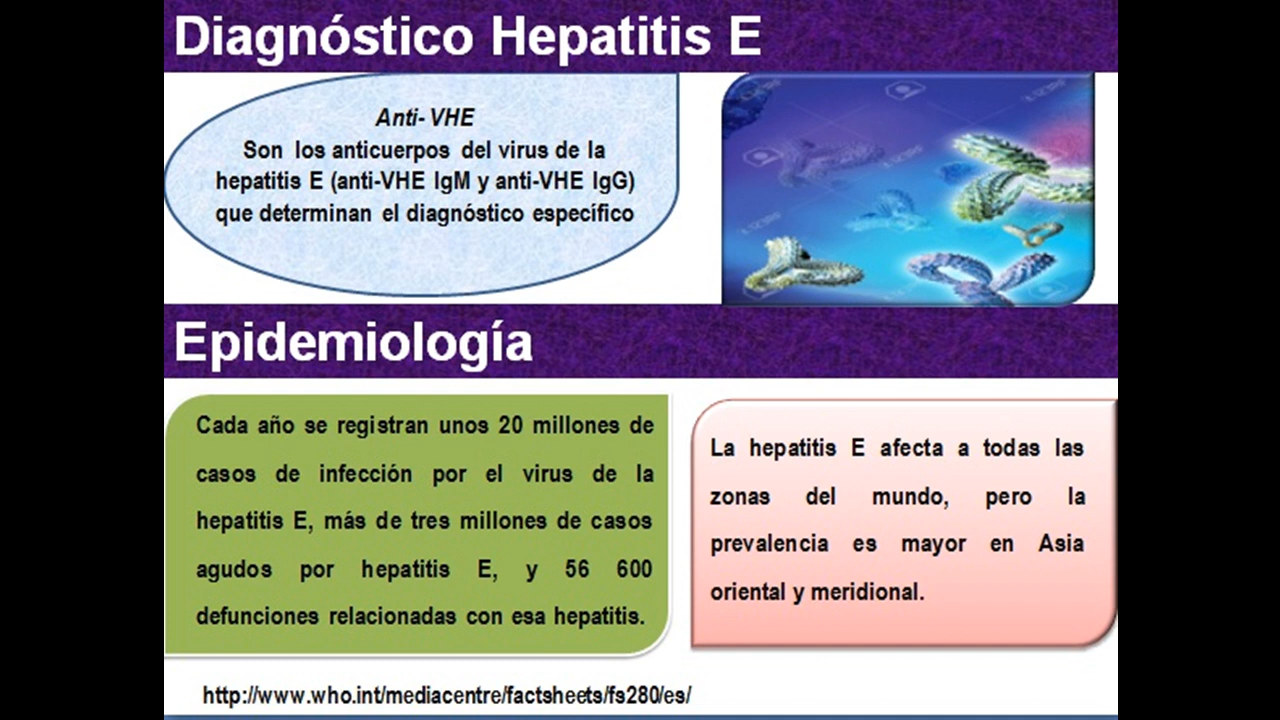 Diagnóstico Hepatitis E
Anti- VHE
Son los anticuerpos del virus de la
hepatitis E (anti-VHE IgM y anti-VHE IgG)
que determinan el diagnóstico específico
Epidemiología
Cada año se registran unos 20 millones de
casos de infección por el virus de la
hepatitis E, más de tres millones de casos
agudos por hepatitis E, y 56 600
defunciones relacionadas con esa hepatitis.
La hepatitis E afecta a todas las
zonas del mundo, pero la
prevalencia es mayor en Asia
oriental y meridional.
http://www.who.int/mediacentre/factsheets/fs280/es/